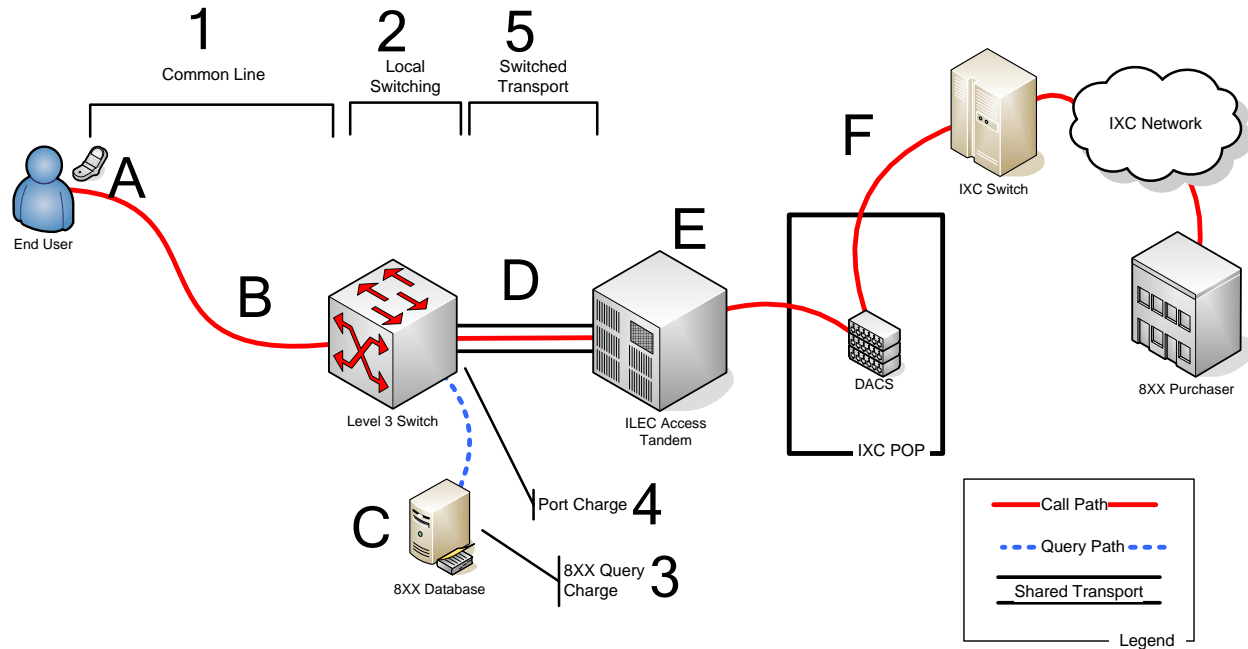 1
2
5
Common Line
Local
Switching
Switched
Transport
A
End User
B
Level 3 Switch
D
E
ILEC Access
Tandem
F
IXC Switch
IXC Network
DACS
IXC POP
8XX Purchaser
C
8XX Database
Port Charge
4
8XX Query
Charge
3
Call Path
Query Path
Shared Transport
Legend